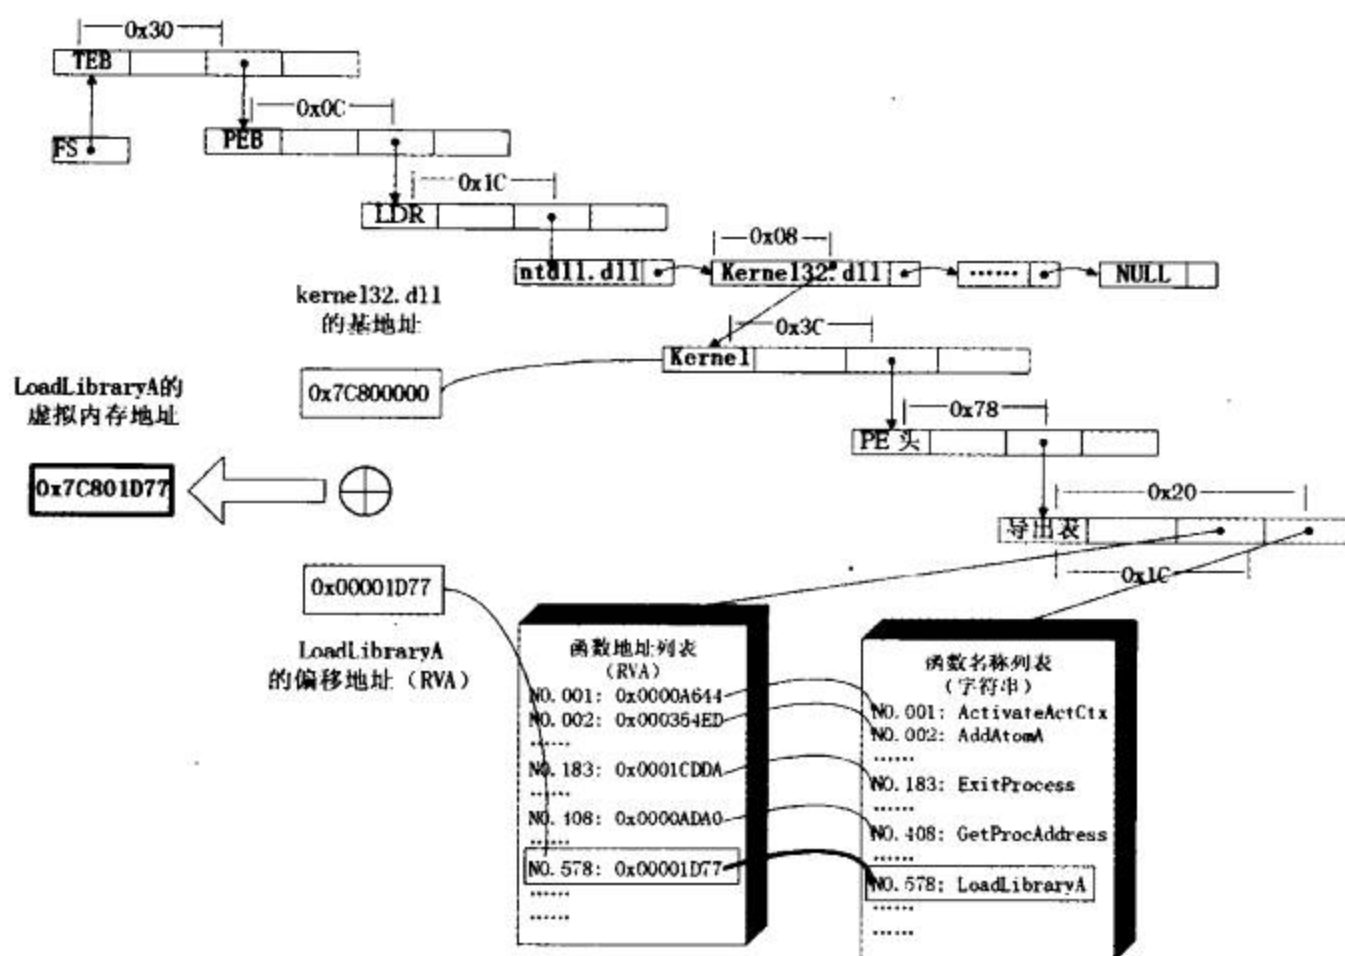 0x30
TEB
0x0C
FS
PEB
0x1C
LDR
0x08
ntdll.dll
Kernel32.dll
......
NULL
kernel32.dll
的基地址
0x3C
Kernel
0x7C800000
LoadLibraryA的
虚拟内存地址
0x78
PE 头
0x7C801D77
0x20
导出表
0x1C
0x00001D77
LoadLibraryA
的偏移地址（RVA）
函数地址列表
（RVA）
NO.001: 0x0000A644
NO.002: 0x000354ED
......
NO.183: 0x0001CDDA
......
NO.408: 0x0000ADA0
......
NO.578: 0x00001D77
......
......
函数名称列表
（字符串）
NO.001: ActivateActCtx
NO.002: AddAtomA
......
NO.183: ExitProcess
......
NO.408: GetProcAddress
......
NO.578: LoadLibraryA
......
......